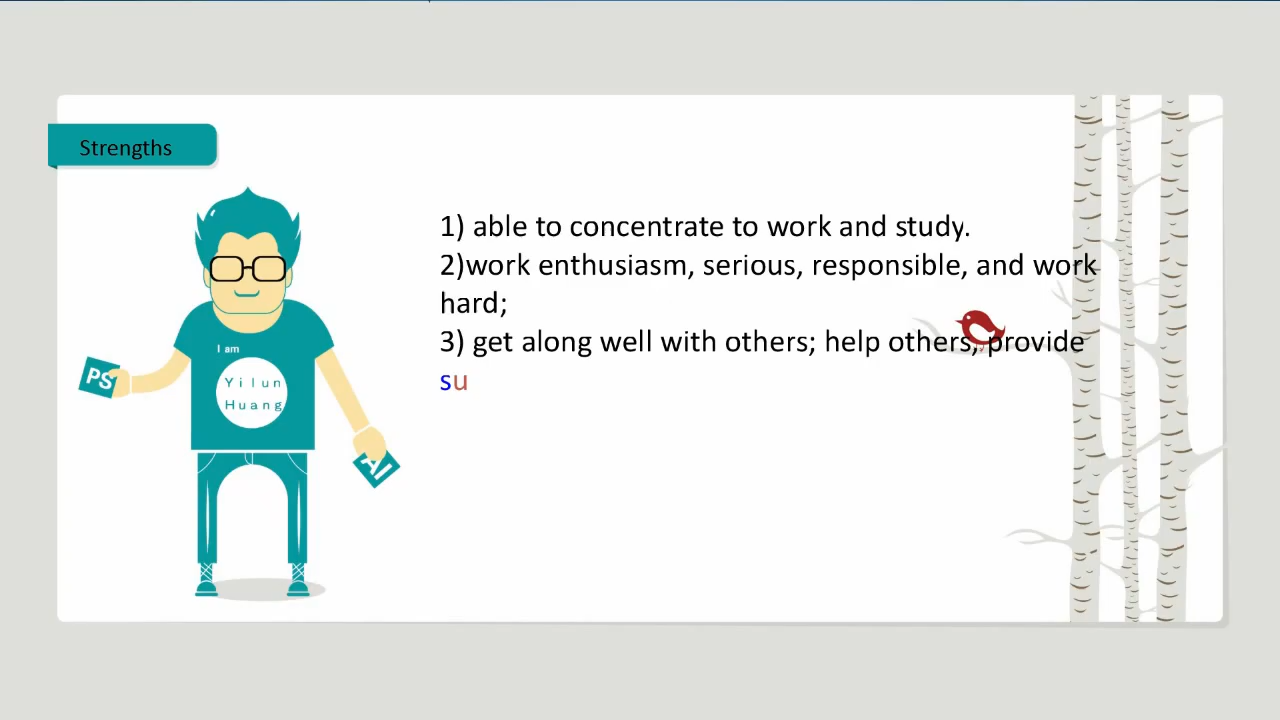 Strengths
1) able to concentrate to work and study.
2)work enthusiasm, serious, responsible, and work
hard;
3) get along well with others; help others, provide
su
I am
Yilun
Huang
PS
AI